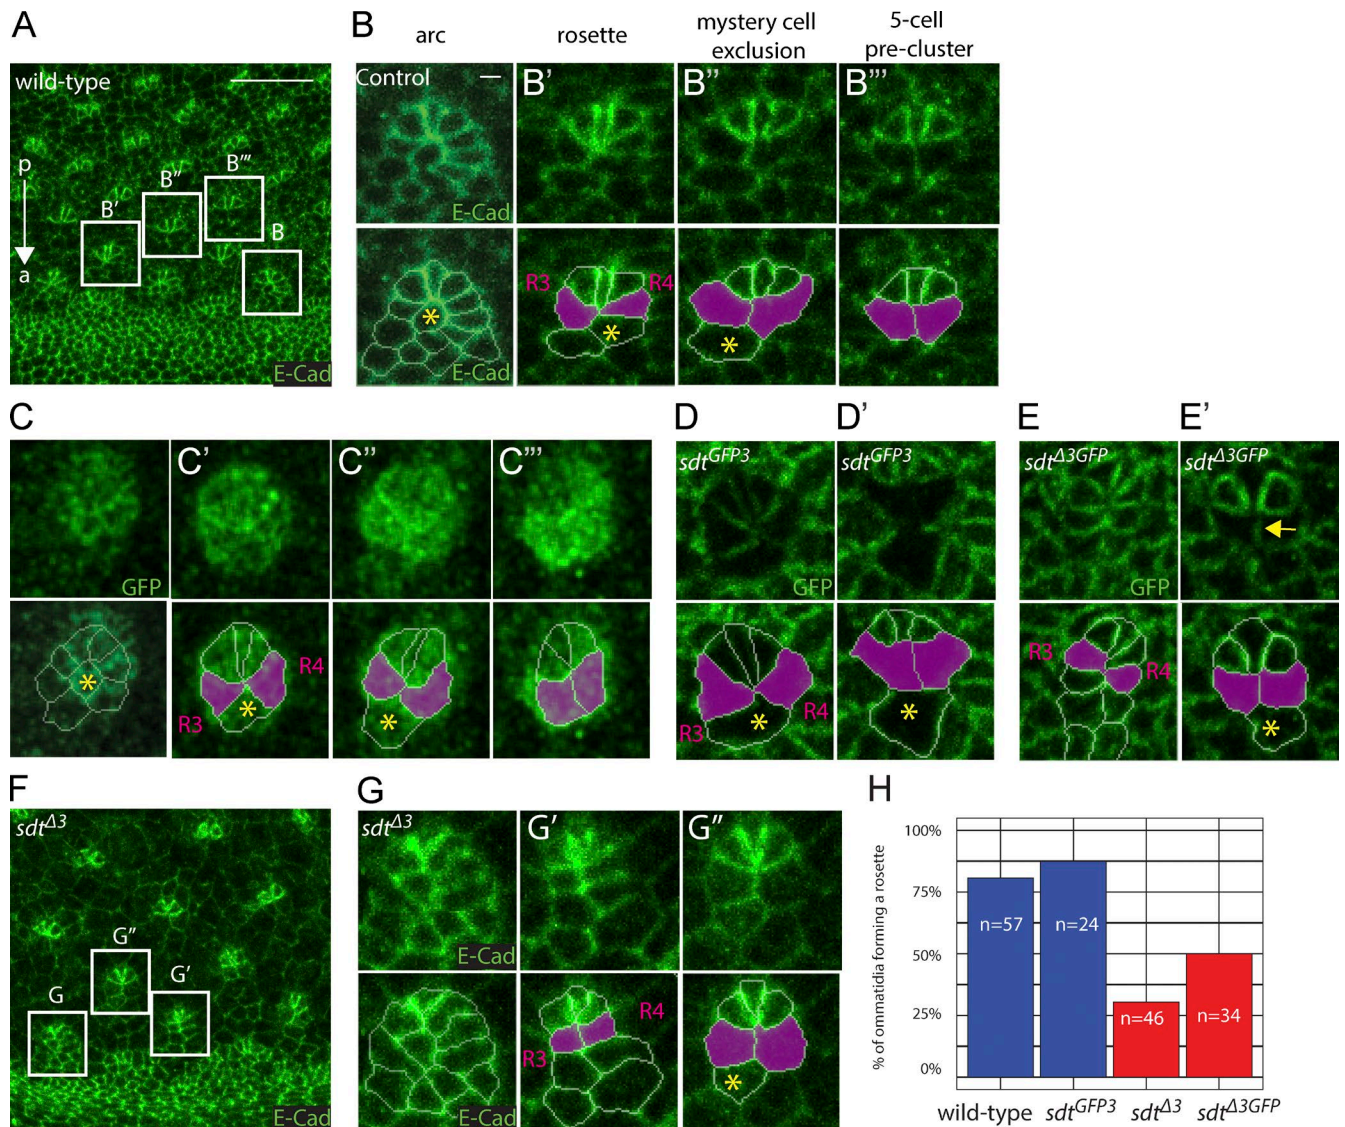 A
wild-type
p
a
B'
B''
B'''
B
E-Cad
B
arc
rosette
mystery cell
exclusion
5-cell
pre-cluster
Control
B'
B''
B'''
E-Cad
R3
R4
*
*
*
E-Cad
C
C'
C''
C'''
GFP
R4
R3
*
*
*
D
D'
sdtGFP3
sdtGFP3
GFP
R3
R4
*
*
E
E'
sdtΔ3GFP
sdtΔ3GFP
GFP
R3
R4
*
F
sdtΔ3
G
G''
G'
E-Cad
G
sdtΔ3
G'
G''
E-Cad
R4
R3
*
E-Cad
H
% of ommatidia forming a rosette
100%
75%
50%
25%
0%
n=57
n=24
n=46
n=34
wild-type
sdtGFP3
sdtΔ3
sdtΔ3GFP